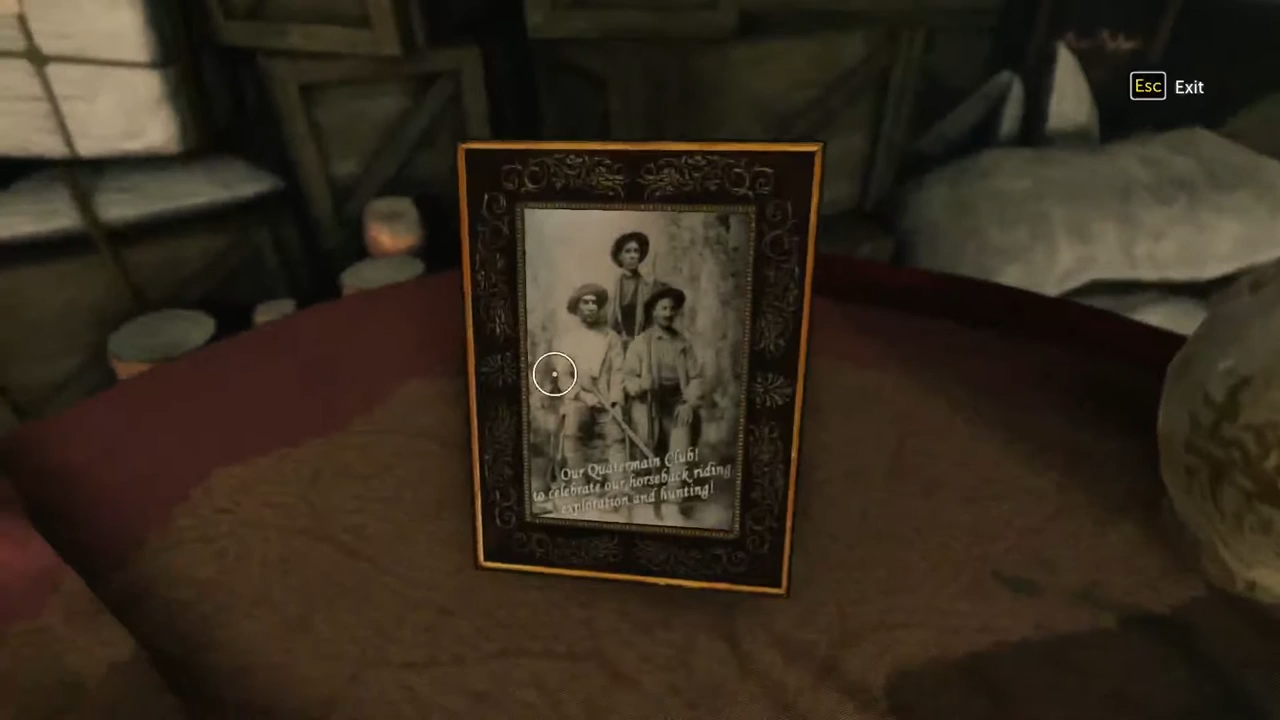 Esc Exit
Our Quatermain Club!
to celebrate our horseback riding
exploration and hunting!